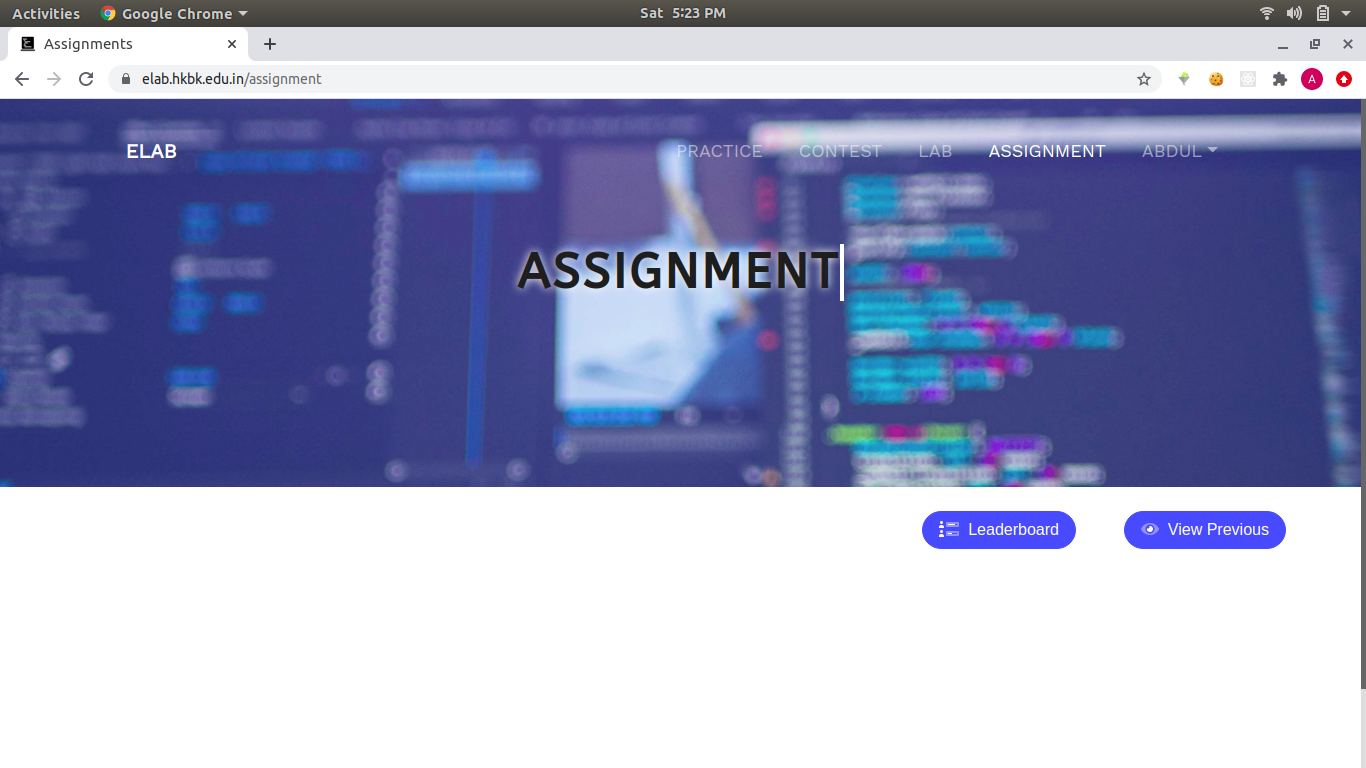 Activities Google Chrome Sat 5:23 PM
Assignments
elab.hkbk.edu.in/assignment A
ELAB PRACTICE CONTEST LAB ASSIGNMENT ABDUL
ASSIGNMENT
Leaderboard View Previous